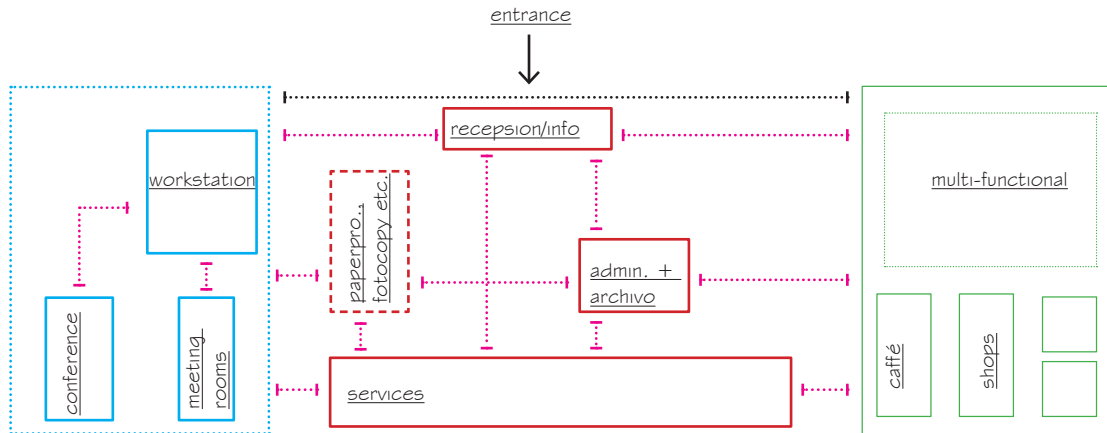 entrance
recepsion/info
workstation
multi-functional
paperpro.,
fotocopy etc.
admin. +
archivo
conference
meeting
rooms
caffé
shops
services